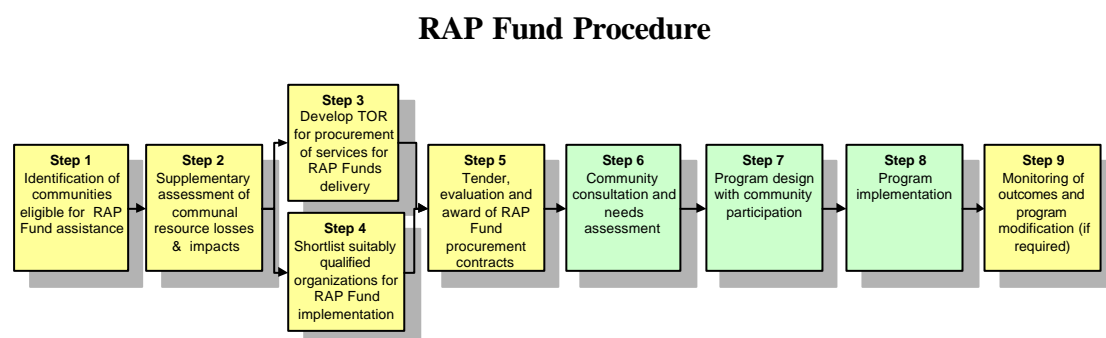 RAP Fund Procedure
Step 1
Identification of
communities
eligible for RAP
Fund assistance
Step 2
Supplementary
assessment of
communal
resource losses
& impacts
Step 3
Develop TOR
for procurement
of services for
RAP Funds
delivery
Step 4
Shortlist suitably
qualified
organizations for
RAP Fund
implementation
Step 5
Tender,
evaluation and
award of RAP
Fund
procurement
contracts
Step 6
Community
consultation and
needs
assessment
Step 7
Program design
with community
participation
Step 8
Program
implementation
Step 9
Monitoring of
outcomes and
program
modification (if
required)